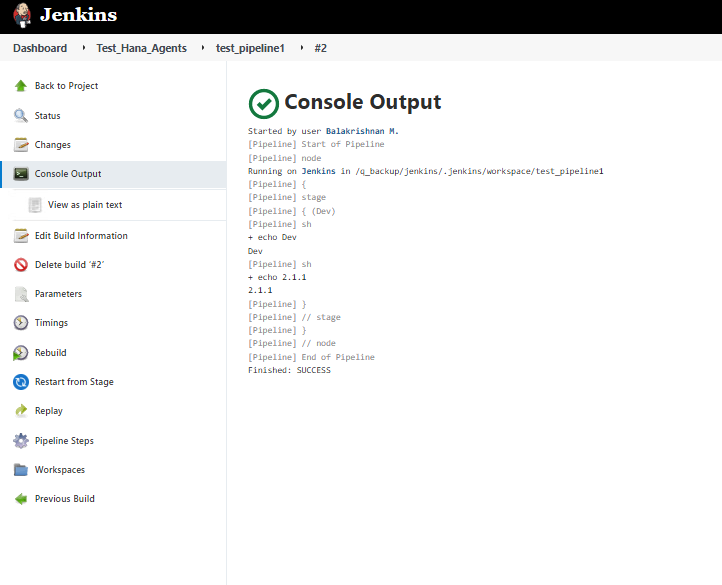 Jenkins
Dashboard Test_Hana_Agents test_pipeline1 #2
Back to Project
Status
Changes
Console Output
View as plain text
Edit Build Information
Delete build ‘#2’
Parameters
Timings
Rebuild
Restart from Stage
Replay
Pipeline Steps
Workspaces
Previous Build
Console Output
Started by user Balakrishnan M.
[Pipeline] Start of Pipeline
[Pipeline] node
Running on Jenkins in /q_backup/jenkins/.jenkins/workspace/test_pipeline1
[Pipeline] {
[Pipeline] stage
[Pipeline] { (Dev)
[Pipeline] sh
+ echo Dev
Dev
[Pipeline] sh
+ echo 2.1.1
2.1.1
[Pipeline] }
[Pipeline] // stage
[Pipeline] }
[Pipeline] // node
[Pipeline] End of Pipeline
Finished: SUCCESS